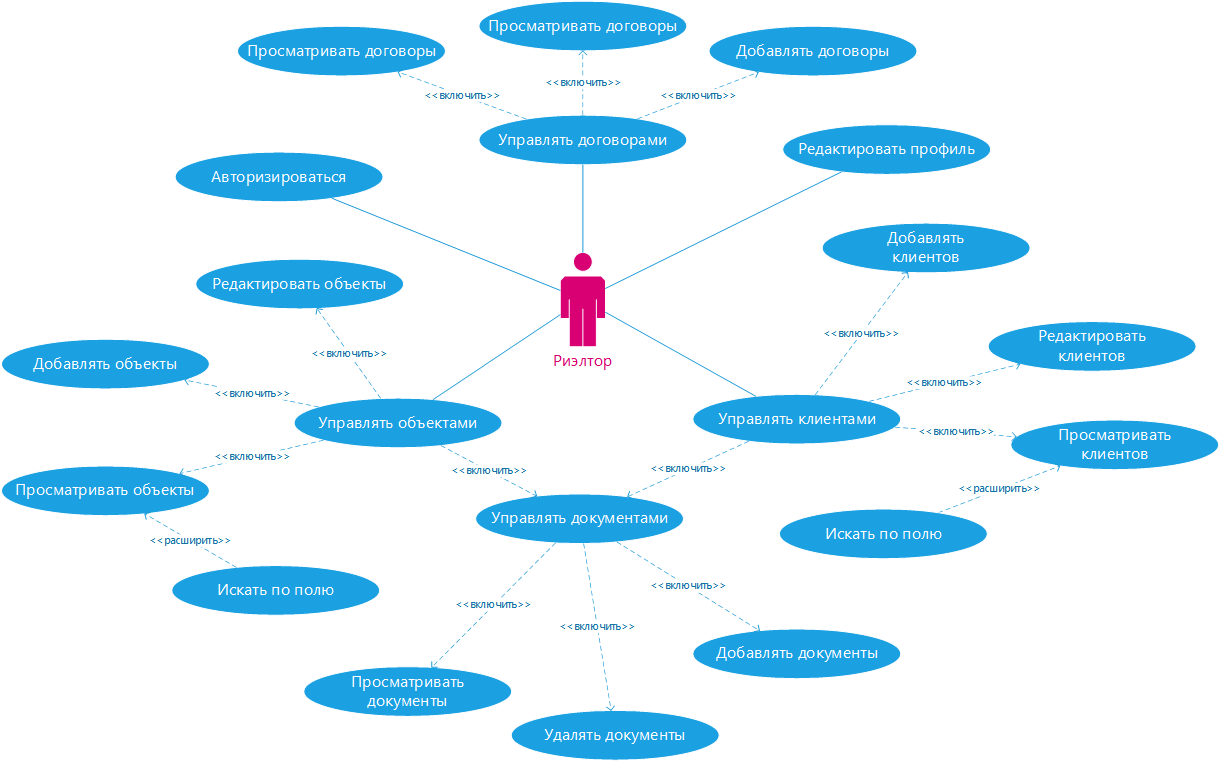 Просматривать договоры
Просматривать договоры
Добавлять договоры
<<включить>>
<<включить>>
<<включить>>
Управлять договорами
Редактировать профиль
Авторизироваться
Добавлять
клиентов
Редактировать объекты
<<включить>>
Риэлтор
<<включить>>
Добавлять объекты
Редактировать
клиентов
<<включить>>
<<включить>>
Управлять объектами
Управлять клиентами
<<включить>>
Просматривать
клиентов
<<включить>>
<<включить>>
<<включить>>
<<расширить>>
Просматривать объекты
Управлять документами
Искать по полю
<<расширить>>
Искать по полю
<<включить>>
<<включить>>
<<включить>>
Добавлять документы
Просматривать
документы
Удалять документы